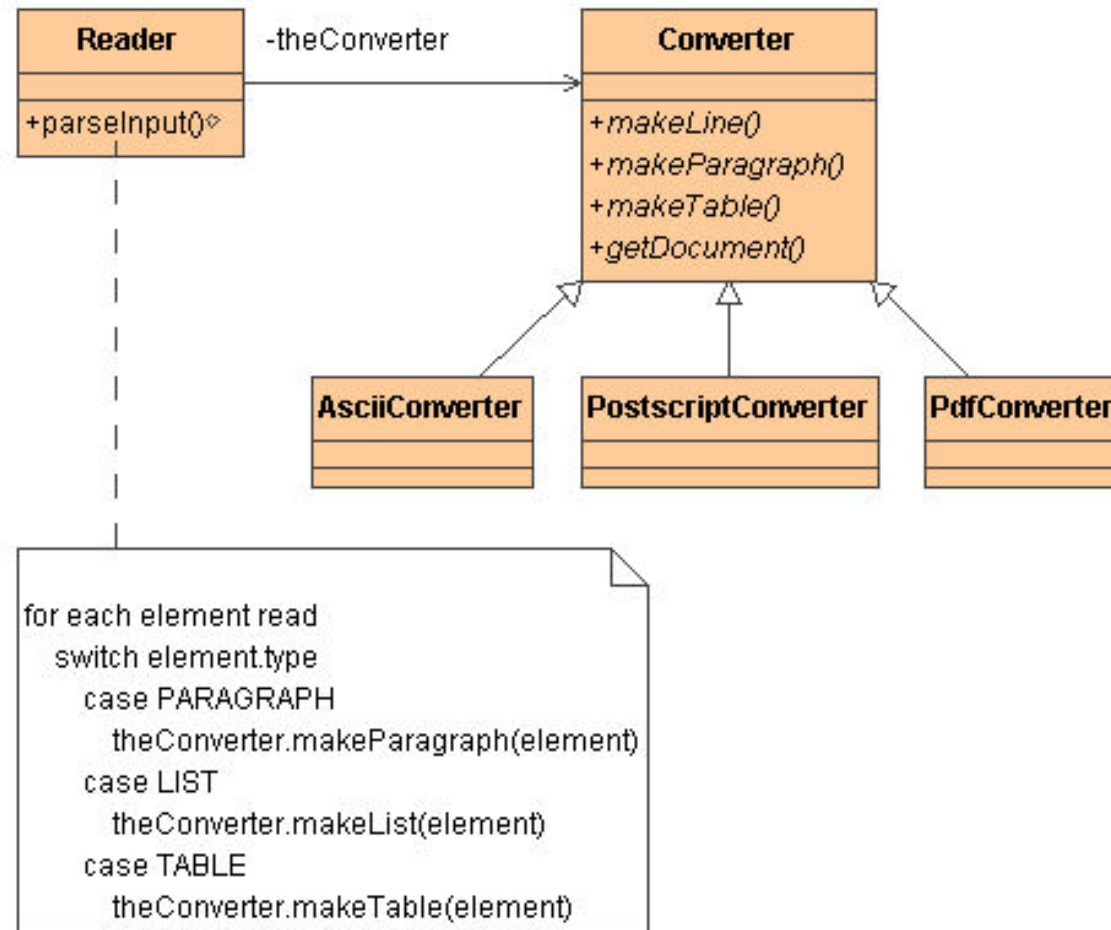 Reader
-theConverter
Converter
+parseInput()
+makeLine()
+makeParagraph()
+makeTable()
+getDocument()
AsciiConverter
PostscriptConverter
PdfConverter
for each element read
switch element.type
case PARAGRAPH
theConverter.makeParagraph(element)
case LIST
theConverter.makeList(element)
case TABLE
theConverter.makeTable(element)